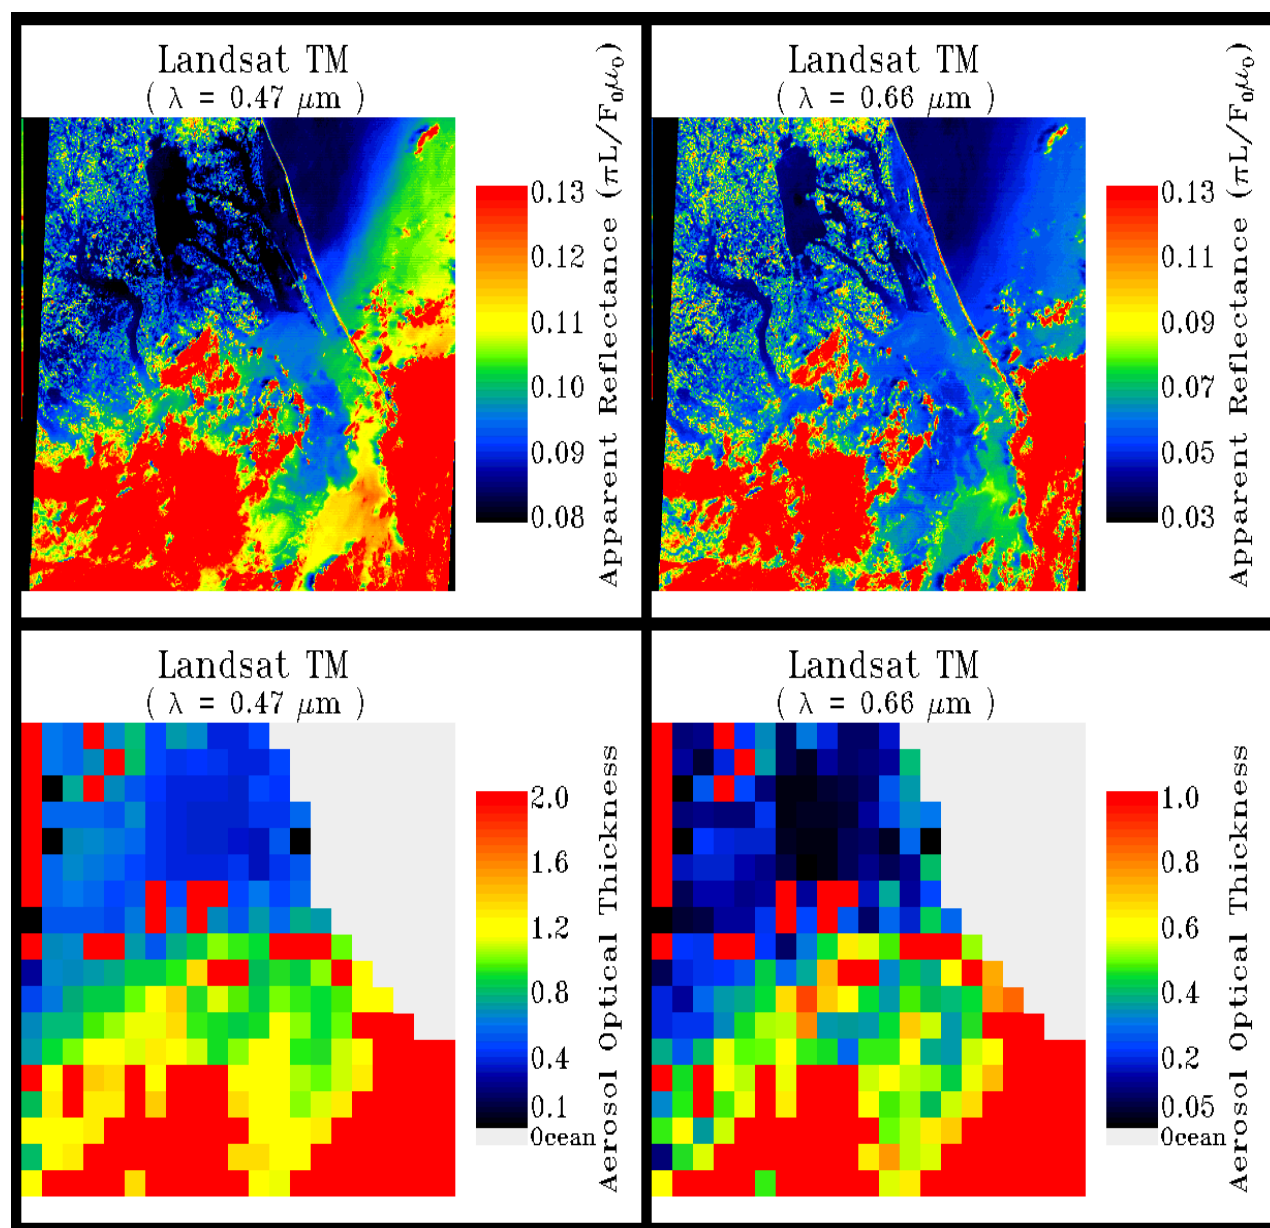 Landsat TM
( λ = 0.47 μm )
0.13
0.12
0.11
0.10
0.09
0.08
Apparent Reflectance (πL/F₀μ₀)
Landsat TM
( λ = 0.66 μm )
0.13
0.11
0.09
0.07
0.05
0.03
Apparent Reflectance (πL/F₀μ₀)
Landsat TM
( λ = 0.47 μm )
2.0
1.6
1.2
0.8
0.4
0.1
Ocean
Aerosol Optical Thickness
Landsat TM
( λ = 0.66 μm )
1.0
0.8
0.6
0.4
0.2
0.05
Ocean
Aerosol Optical Thickness